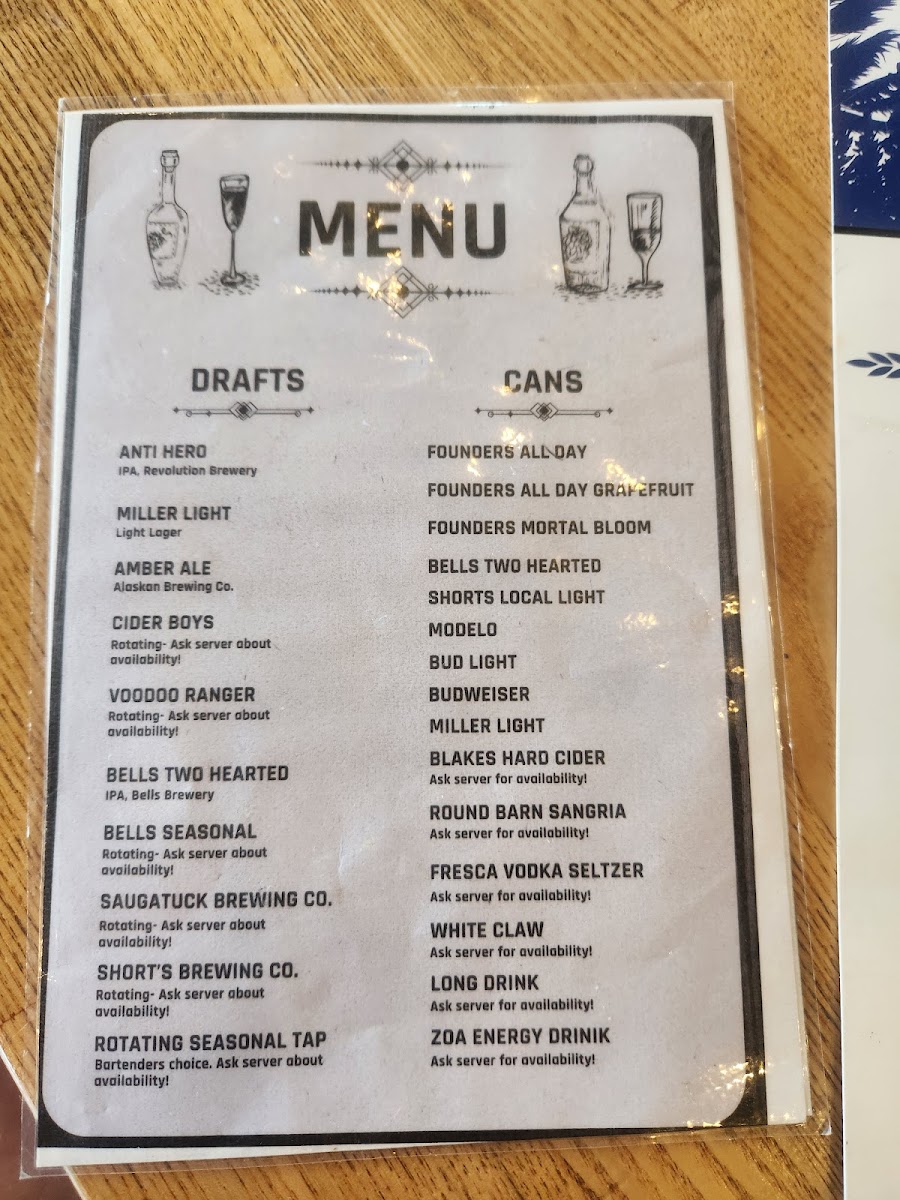 MENU
DRAFTS
ANTI HERO
IPA, Revolution Brewery
MILLER LIGHT
Light Lager
AMBER ALE
Alaskan Brewing Co.
CIDER BOYS
Rotating- Ask server about
availability!
VOODOO RANGER
Rotating- Ask server about
availability!
BELLS TWO HEARTED
IPA, Bells Brewery
BELLS SEASONAL
Rotating- Ask server about
availability!
SAUGATUCK BREWING CO.
Rotating- Ask server about
availability!
SHORT'S BREWING CO.
Rotating- Ask server about
availability!
ROTATING SEASONAL TAP
Bartenders choice. Ask server about
availability!
CANS
FOUNDERS ALL DAY
FOUNDERS ALL DAY GRAPEFRUIT
FOUNDERS MORTAL BLOOM
BELLS TWO HEARTED
SHORTS LOCAL LIGHT
MODELO
BUD LIGHT
BUDWEISER
MILLER LIGHT
BLAKES HARD CIDER
Ask server for availability!
ROUND BARN SANGRIA
Ask server for availability!
FRESCA VODKA SELTZER
Ask server for availability!
WHITE CLAW
Ask server for availability!
LONG DRINK
Ask server for availability!
ZOA ENERGY DRINIK
Ask server for availability!